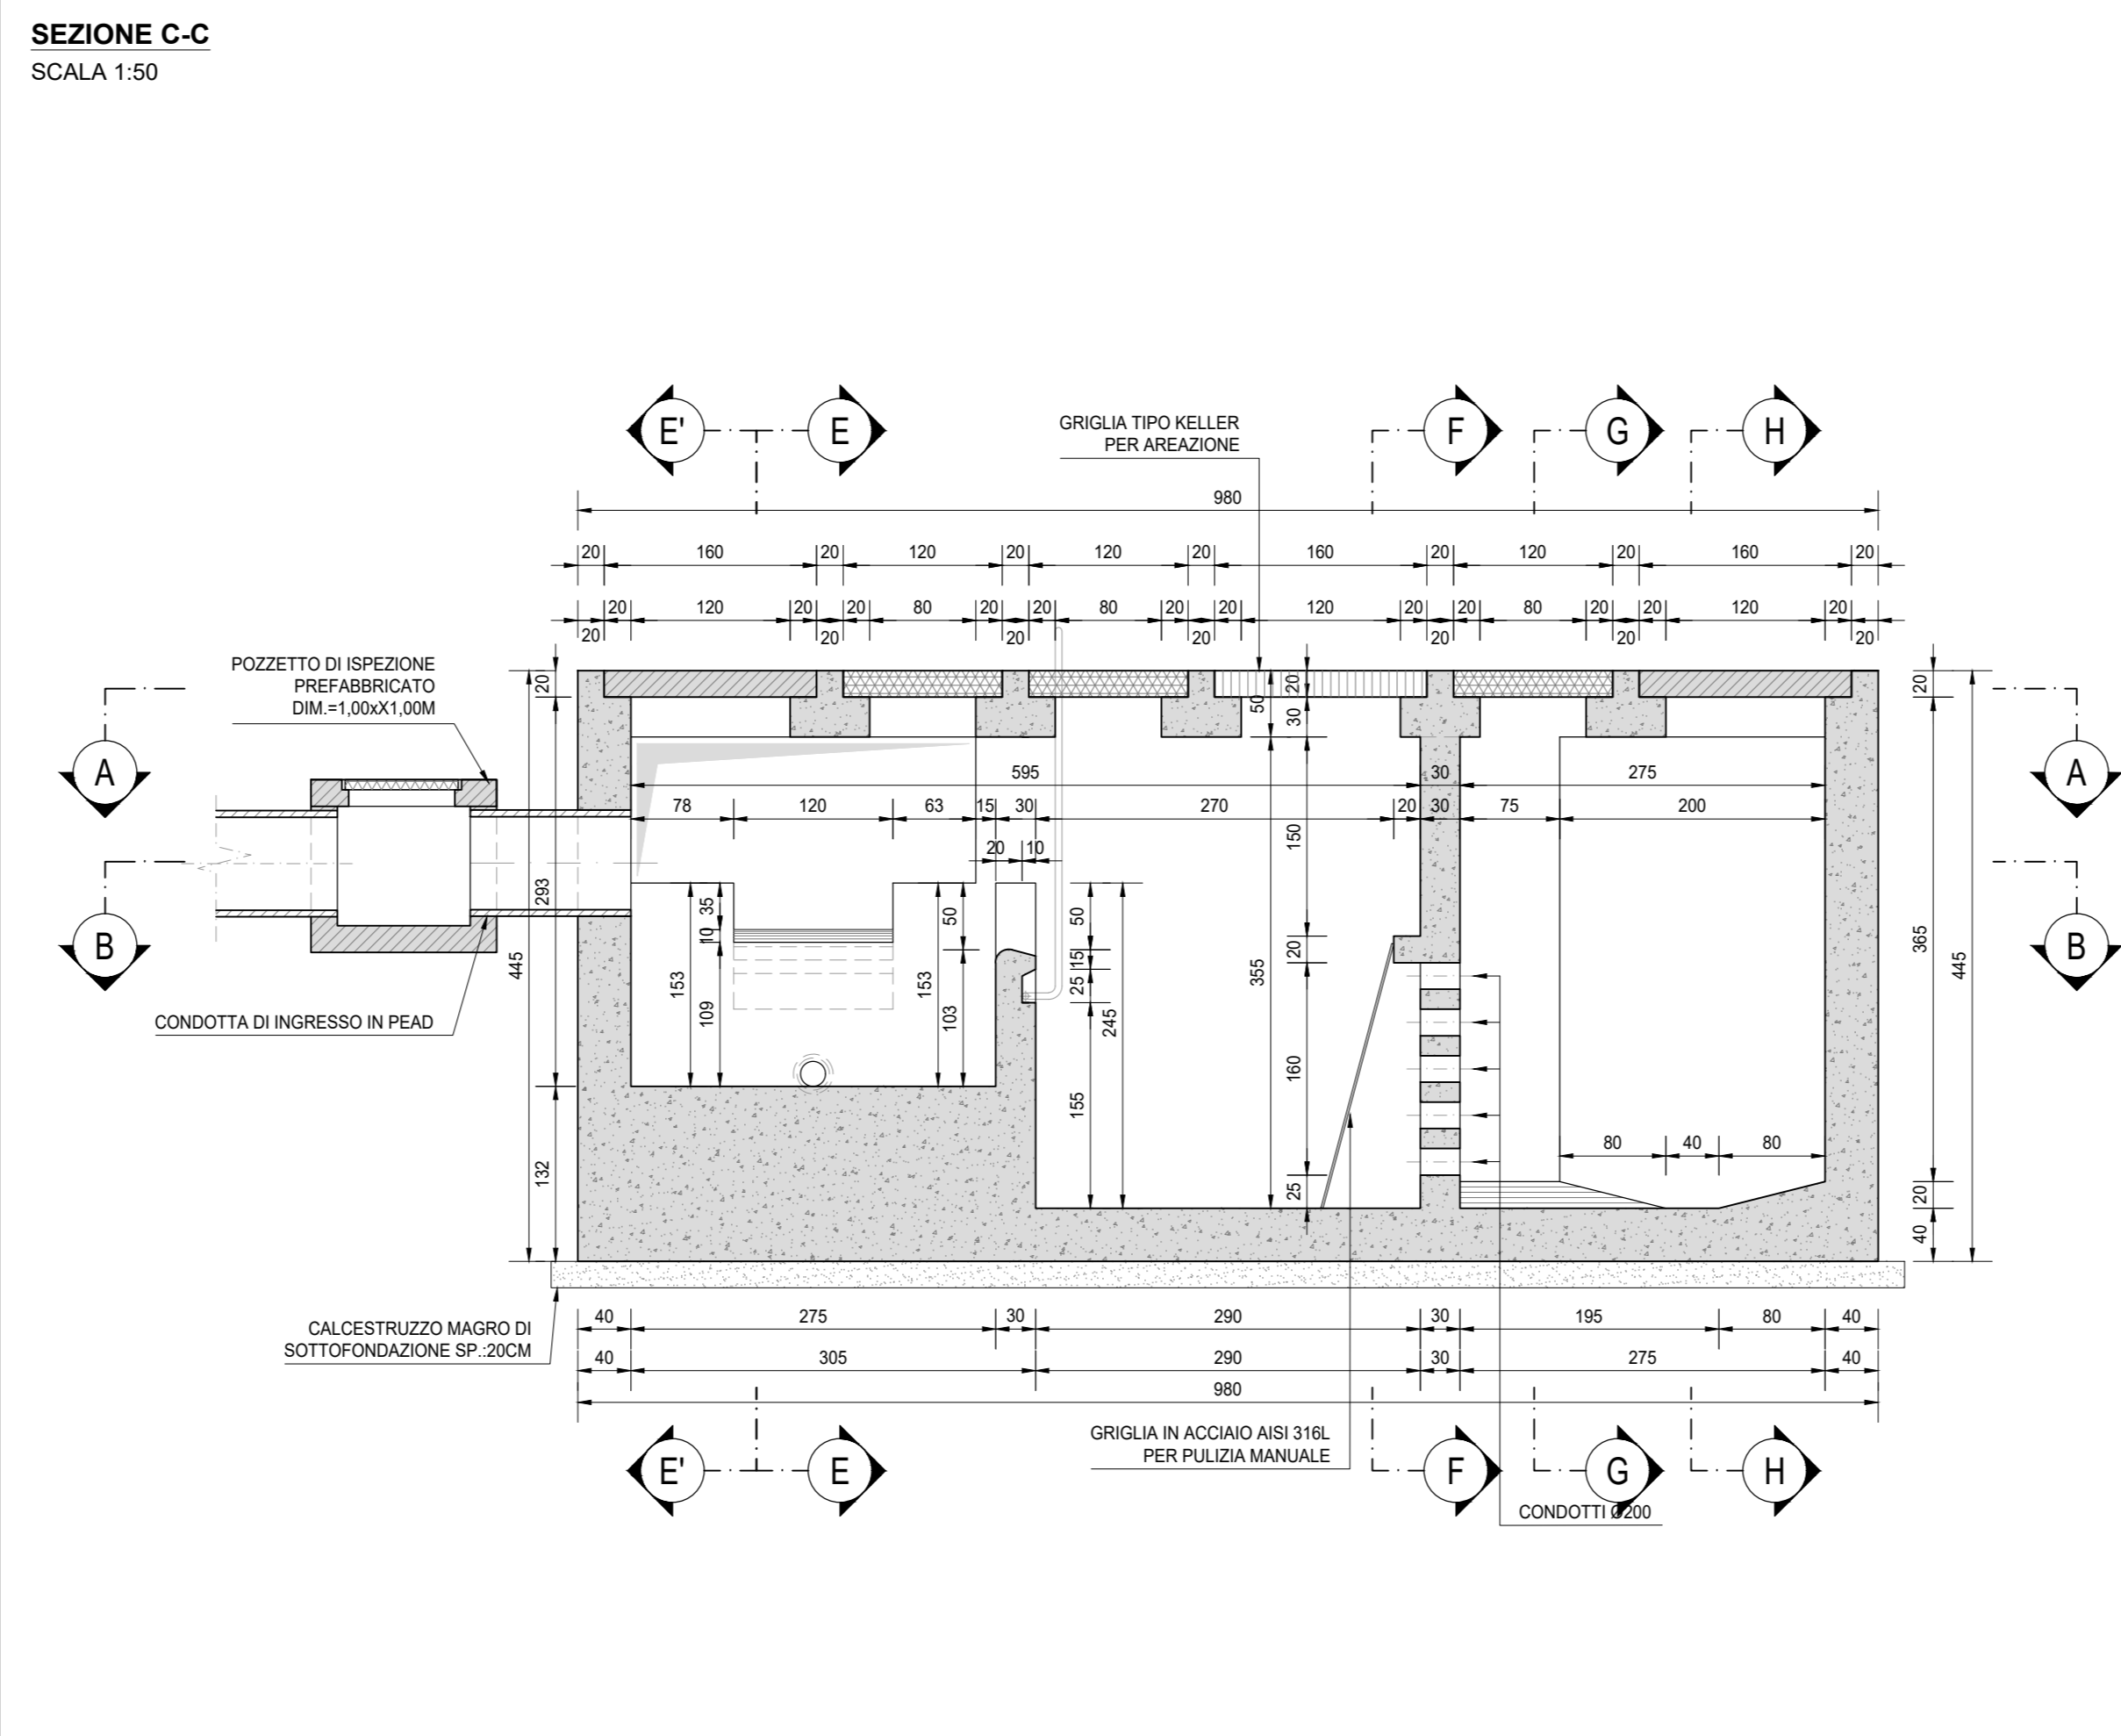 SEZIONE C-C
SCALA 1:50
E' E F G H
GRIGLIA TIPO KELLER
PER AREAZIONE
980
20 160 20 120 20 120 20 160 20 120 20 160 20
20 120 20 20 80 20 20 80 20 20 120 20 20 80 20 20 120 20
20 20 20 20 20 20 20
POZZETTO DI ISPEZIONE
PREFABBRICATO
DIM.=1,00xX1,00M
20 50 20 30 20
A A
595 30 275
78 120 63 15 30 270 20 30 75 200
20 10
150
B B
293
445
153 35 10 109 153 50 103 50 15 25 155 245 355 20 160 25
365 445
CONDOTTA DI INGRESSO IN PEAD
132
80 40 80
20
40
40 275 30 290 30 195 80 40
CALCESTRUZZO MAGRO DI
SOTTOFONDAZIONE SP.:20CM
40 305 290 30 275 40
980
GRIGLIA IN ACCIAIO AISI 316L
PER PULIZIA MANUALE
E' E F G H
CONDOTTI Ø200